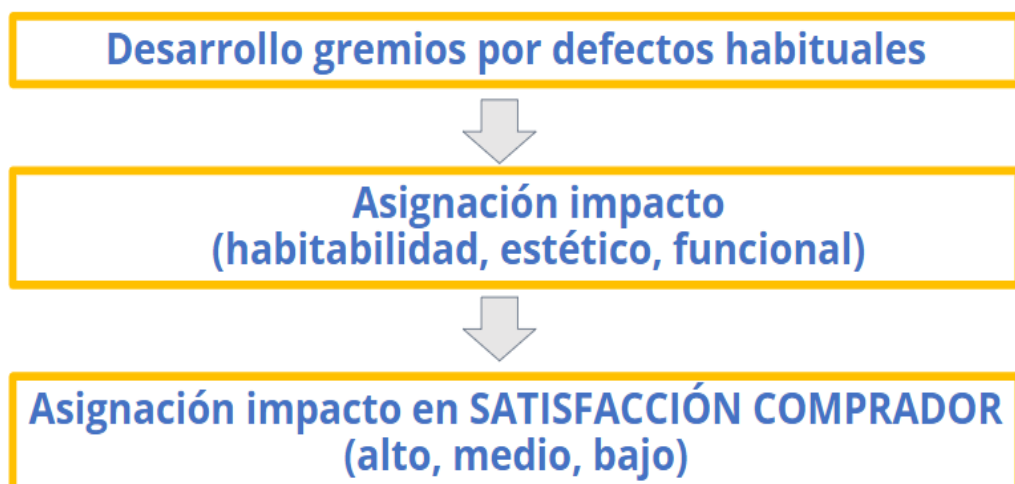 Desarrollo gremios por defectos habituales
Asignación impacto
(habitabilidad, estético, funcional)
Asignación impacto en SATISFACCIÓN COMPRADOR
(alto, medio, bajo)